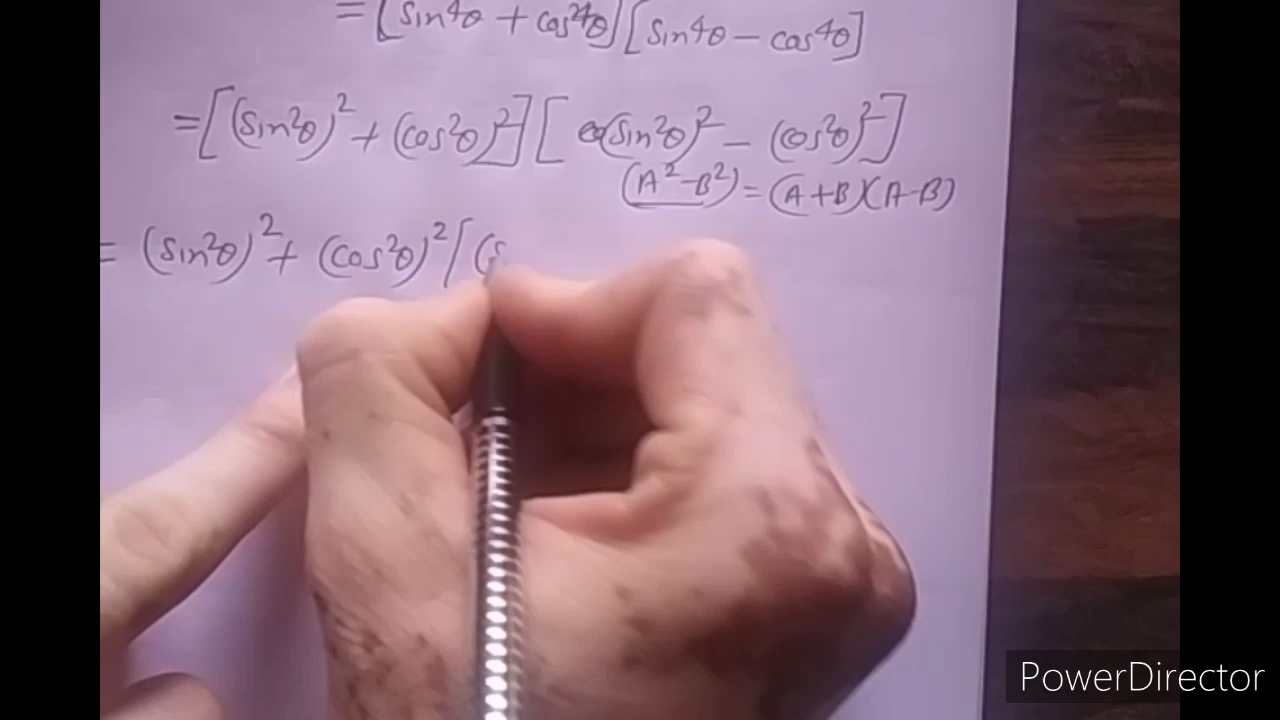 = [sin⁴θ + cos⁴θ] [sin⁴θ − cos⁴θ]
= [(sin²θ)² + (cos²θ)²] [(sin²θ)² − (cos²θ)²]
(A²−B²) = (A+B)(A−B)
= (sin²θ)² + (cos²θ)² [(s
PowerDirector